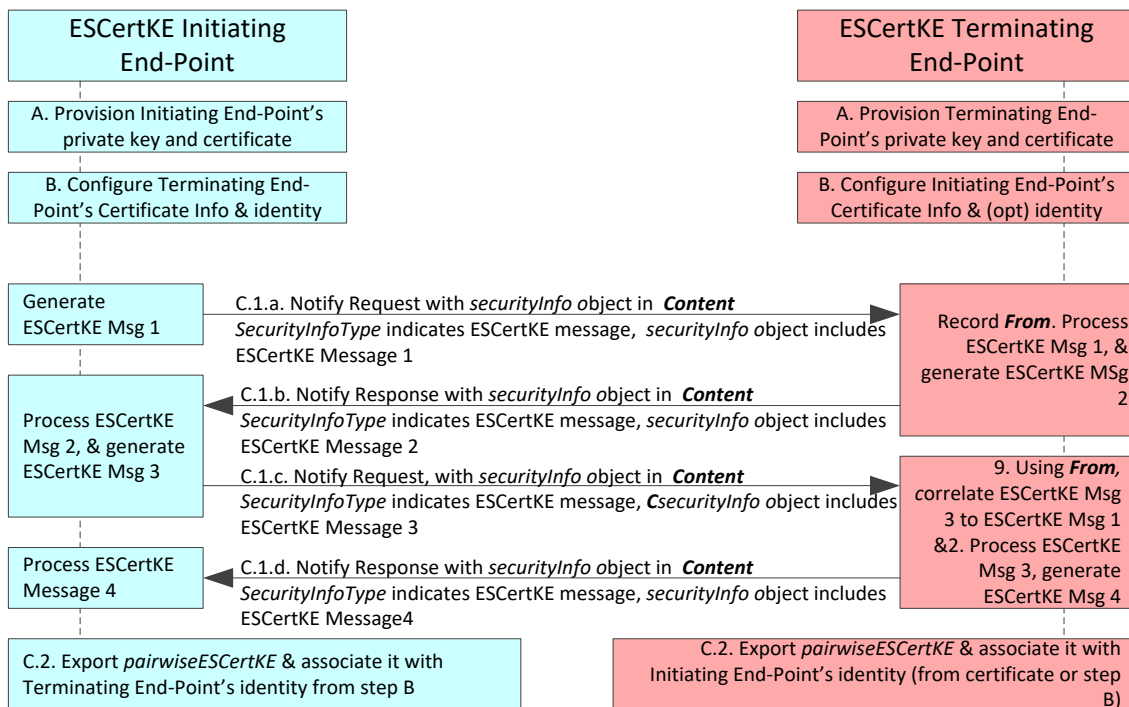 ESCertKE Initiating
End-Point
ESCertKE Terminating
End-Point
A. Provision Initiating End-Point’s
private key and certificate
A. Provision Terminating End-
Point’s private key and certificate
B. Configure Terminating End-
Point’s Certificate Info & identity
B. Configure Initiating End-Point’s
Certificate Info & (opt) identity
Generate
ESCertKE Msg 1
C.1.a. Notify Request with securityInfo object in Content
SecurityInfoType indicates ESCertKE message, securityInfo object includes
ESCertKE Message 1
Record From. Process
ESCertKE Msg 1, &
generate ESCertKE MSg
2
C.1.b. Notify Response with securityInfo object in Content
SecurityInfoType indicates ESCertKE message, securityInfo object includes
ESCertKE Message 2
Process ESCertKE
Msg 2, & generate
ESCertKE Msg 3
C.1.c. Notify Request, with securityInfo object in Content
SecurityInfoType indicates ESCertKE message, CsecurityInfo object includes
ESCertKE Message 3
9. Using From,
correlate ESCertKE Msg
3 to ESCertKE Msg 1
&2. Process ESCertKE
Msg 3, generate
ESCertKE Msg 4
Process ESCertKE
Message 4
C.1.d. Notify Response with securityInfo object in Content
SecurityInfoType indicates ESCertKE message, securityInfo object includes
ESCertKE Message4
C.2. Export pairwiseESCertKE & associate it with
Terminating End-Point’s identity from step B
C.2. Export pairwiseESCertKE & associate it with
Initiating End-Point’s identity (from certificate or step
B)